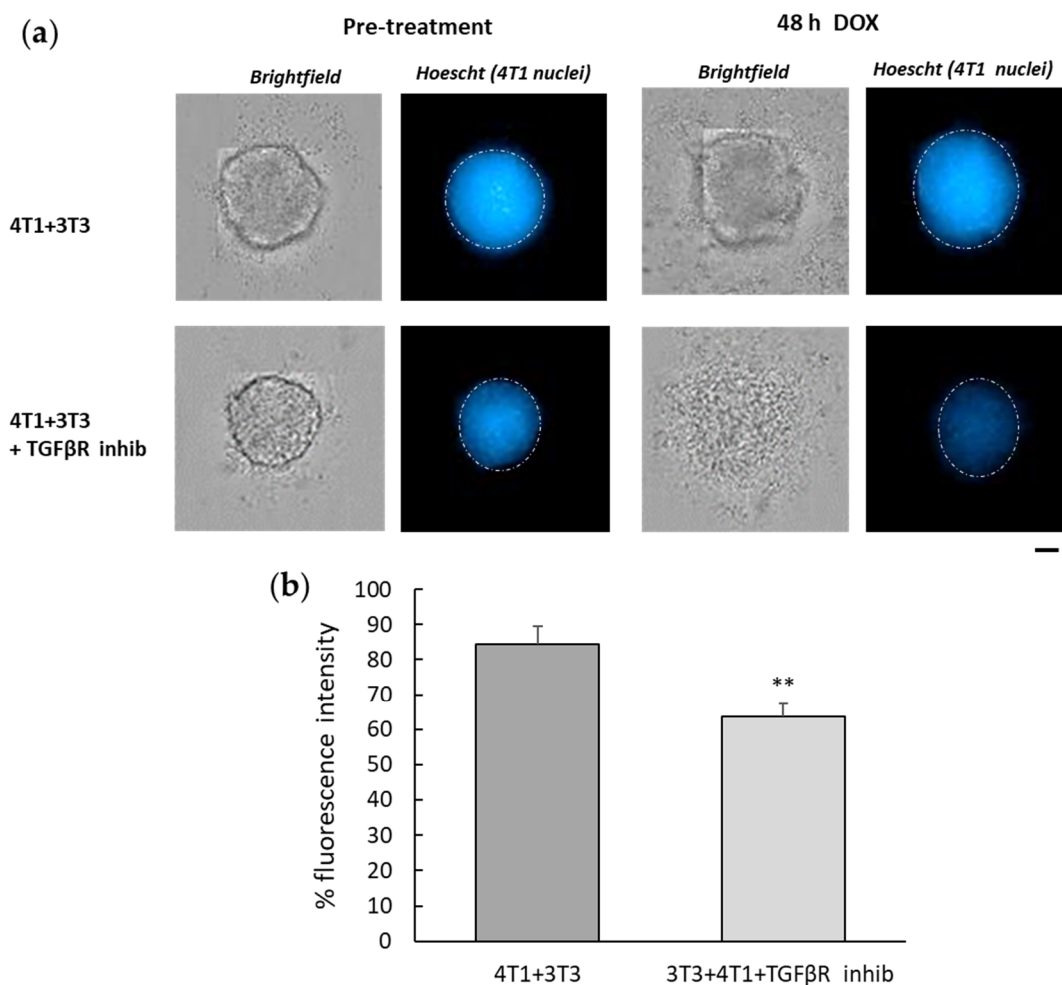 (a)
Pre-treatment
48 h DOX
Brightfield
Hoescht (4T1 nuclei)
Brightfield
Hoescht (4T1 nuclei)
4T1+3T3
4T1+3T3
+ TGFβR inhib
(b)
% fluorescence intensity
100
90
80
70
60
50
40
30
20
10
0
**
4T1+3T3
3T3+4T1+TGFβR inhib